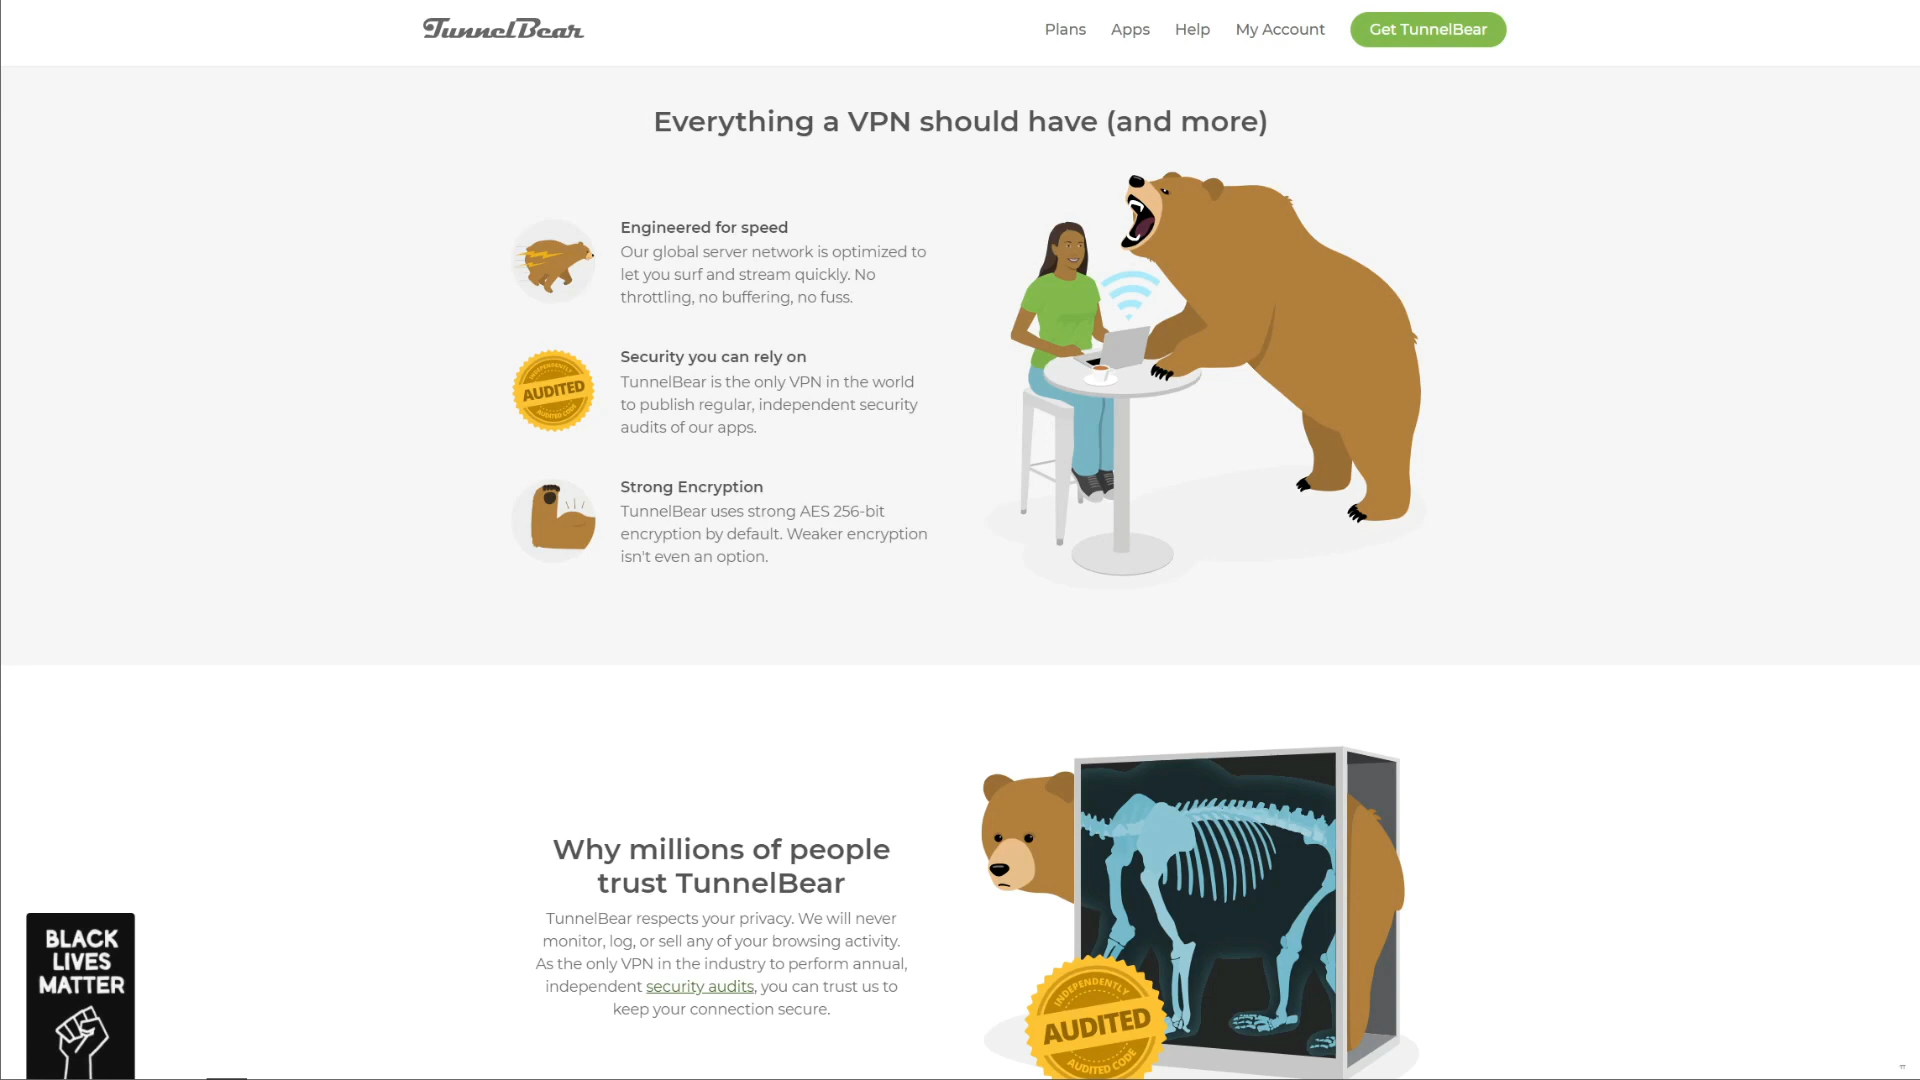 TunnelBear
Plans
Apps
Help
My Account
Get TunnelBear
Everything a VPN should have (and more)
Engineered for speed
Our global server network is optimized to
let you surf and stream quickly. No
throttling, no buffering, no fuss.
INDEPENDENTLY
AUDITED
AUDITED CODE
Security you can rely on
TunnelBear is the only VPN in the world
to publish regular, independent security
audits of our apps.
Strong Encryption
TunnelBear uses strong AES 256-bit
encryption by default. Weaker encryption
isn't even an option.
Why millions of people
trust TunnelBear
TunnelBear respects your privacy. We will never
monitor, log, or sell any of your browsing activity.
As the only VPN in the industry to perform annual,
independent security audits, you can trust us to
keep your connection secure.
INDEPENDENTLY
AUDITED
AUDITED CODE
BLACK
LIVES
MATTER